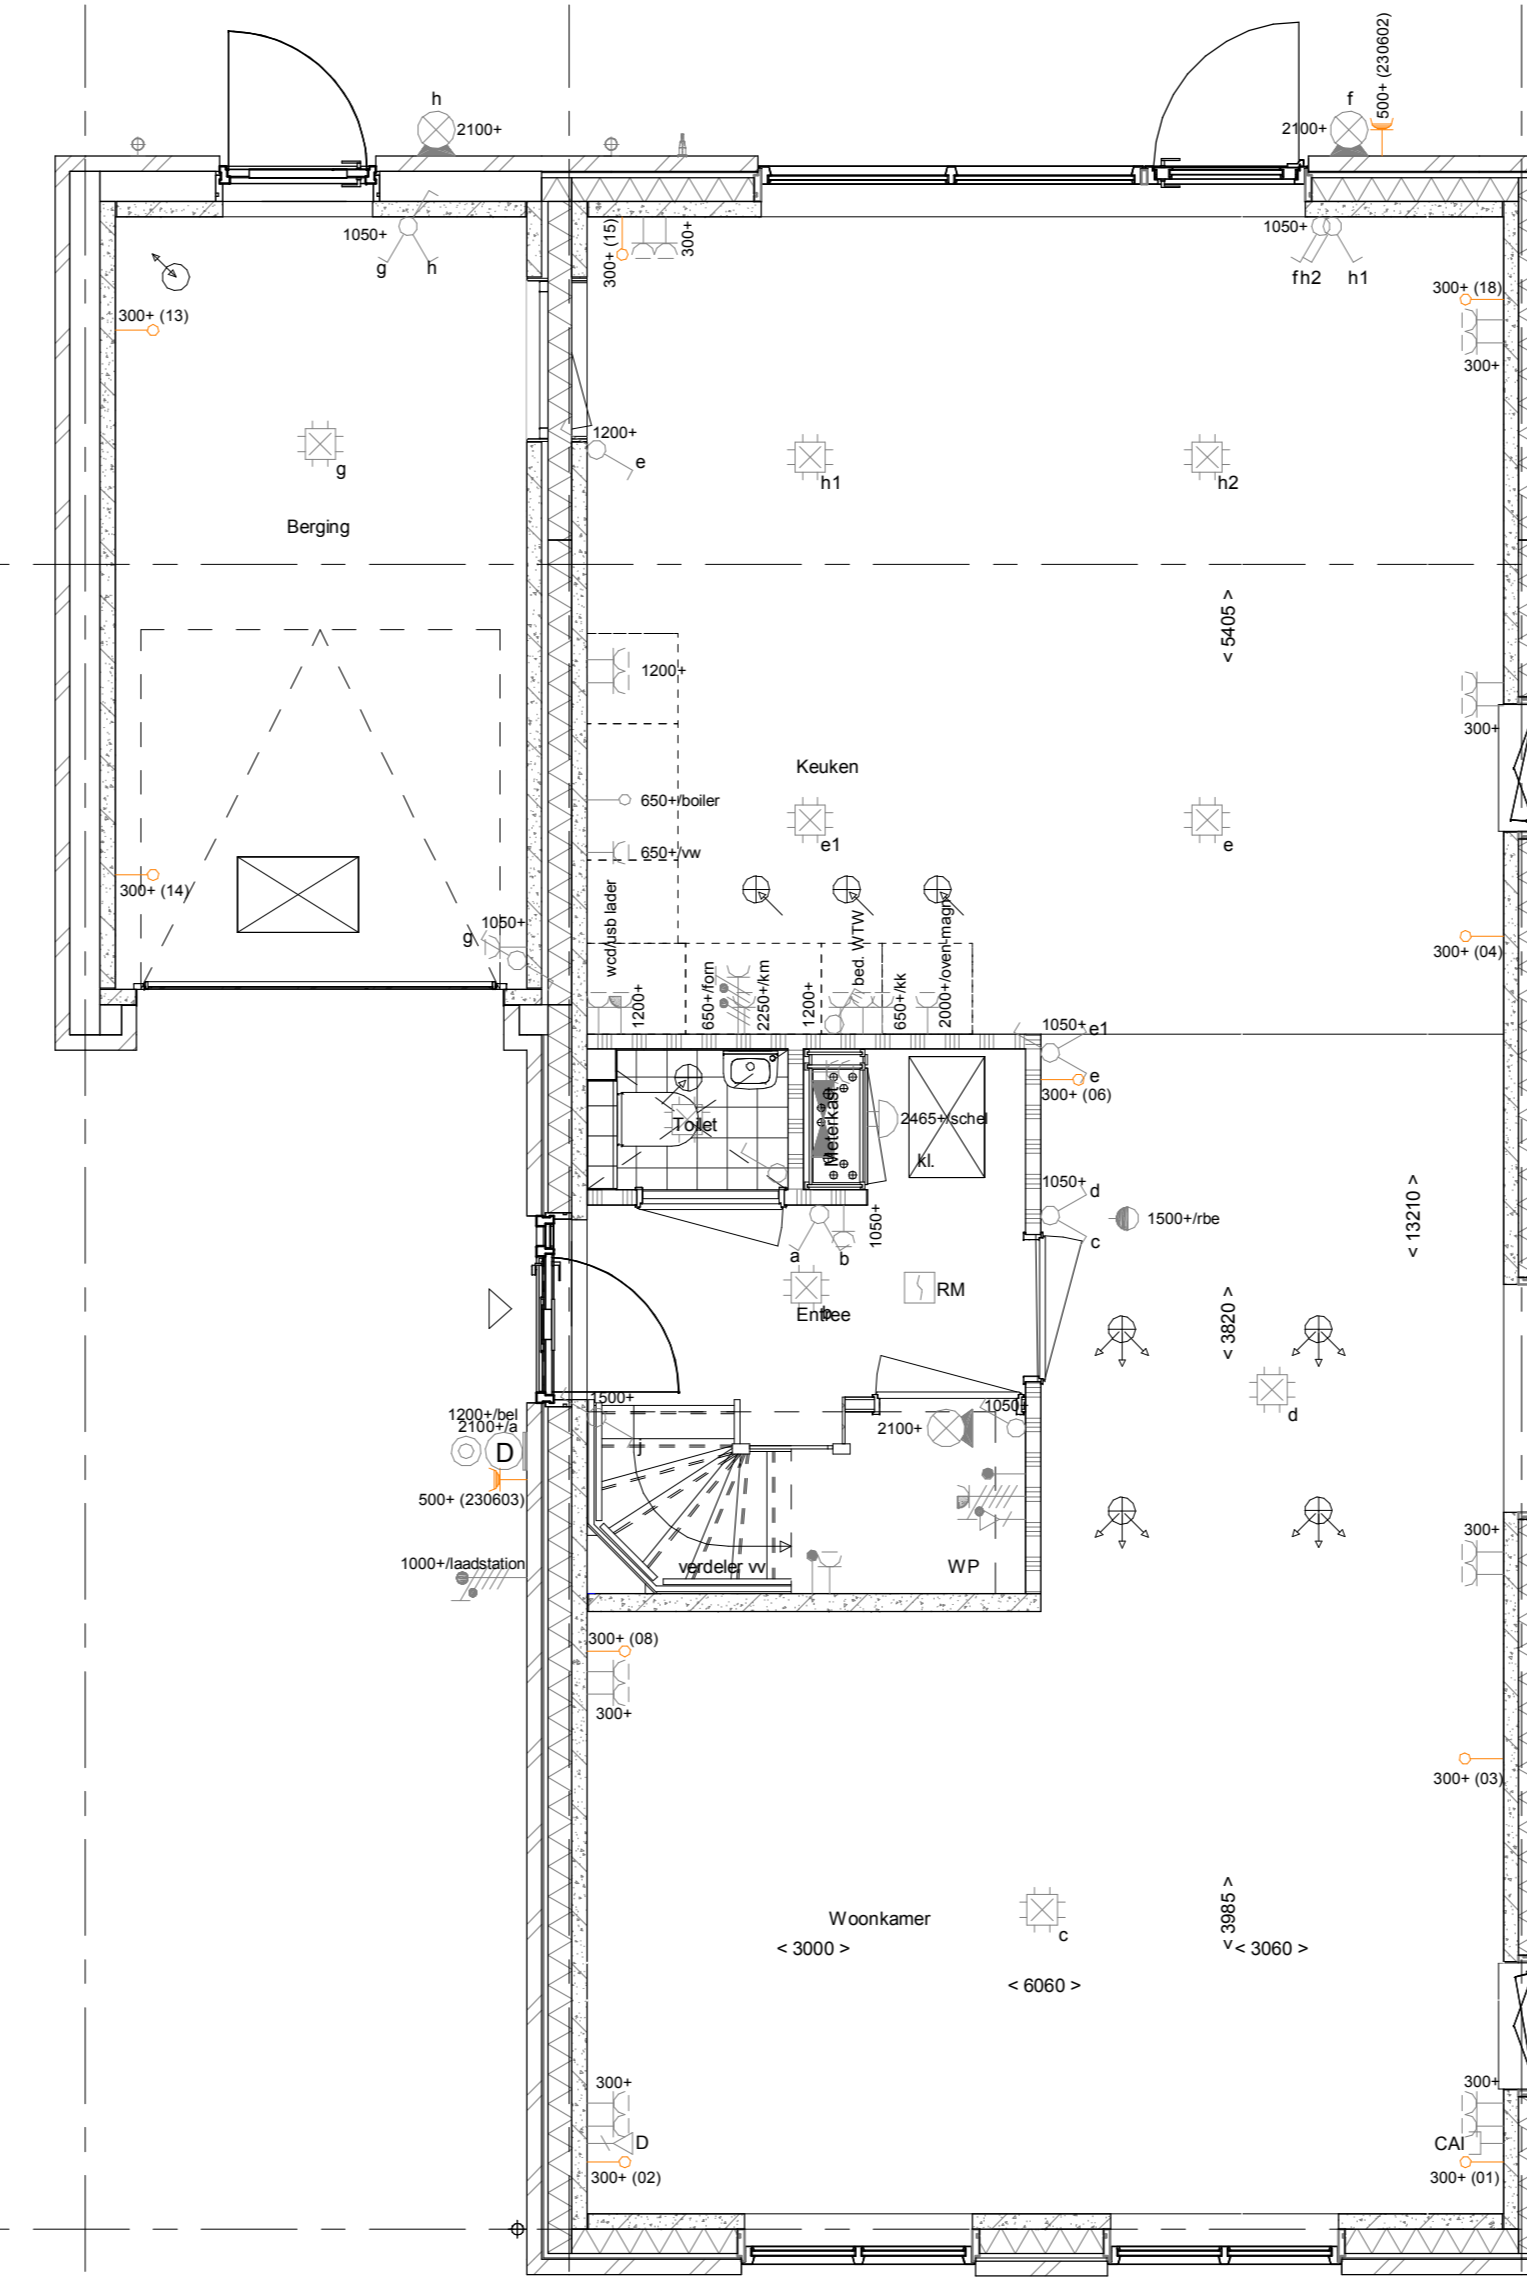 h
2100+
f
2100+
500+ (230602)
1050+
g
h
300+ (15)
300+
1050+
fh2
h1
300+ (13)
300+ (18)
300+
g
1200+
e
h1
h2
Berging
< 5405 >
1200+
300+
Keuken
650+/boiler
e1
e
650+/vw
300+ (14)
wcd/usb lader
bed. WTW
2000+/oven-magn
g
1050+
1200+
650+/forn
2250+/km
1200+
650+/kk
300+ (04)
1050+
e1
e
300+ (06)
Toilet
Meterkast
2465+/schel
kl.
1050+
d
c
1500+/rbe
< 13210 >
a
b
1050+
RM
b
Entree
< 3820 >
d
1500+
j
1200+/bel
2100+/a
D
500+ (230603)
2100+
1050+
1000+/laadstation
verdeler vv
WP
300+
300+ (08)
300+
300+ (03)
Woonkamer
c
< 3985 >
< 3000 >
< 3060 >
< 6060 >
300+
D
300+ (02)
300+
CAI
300+ (01)